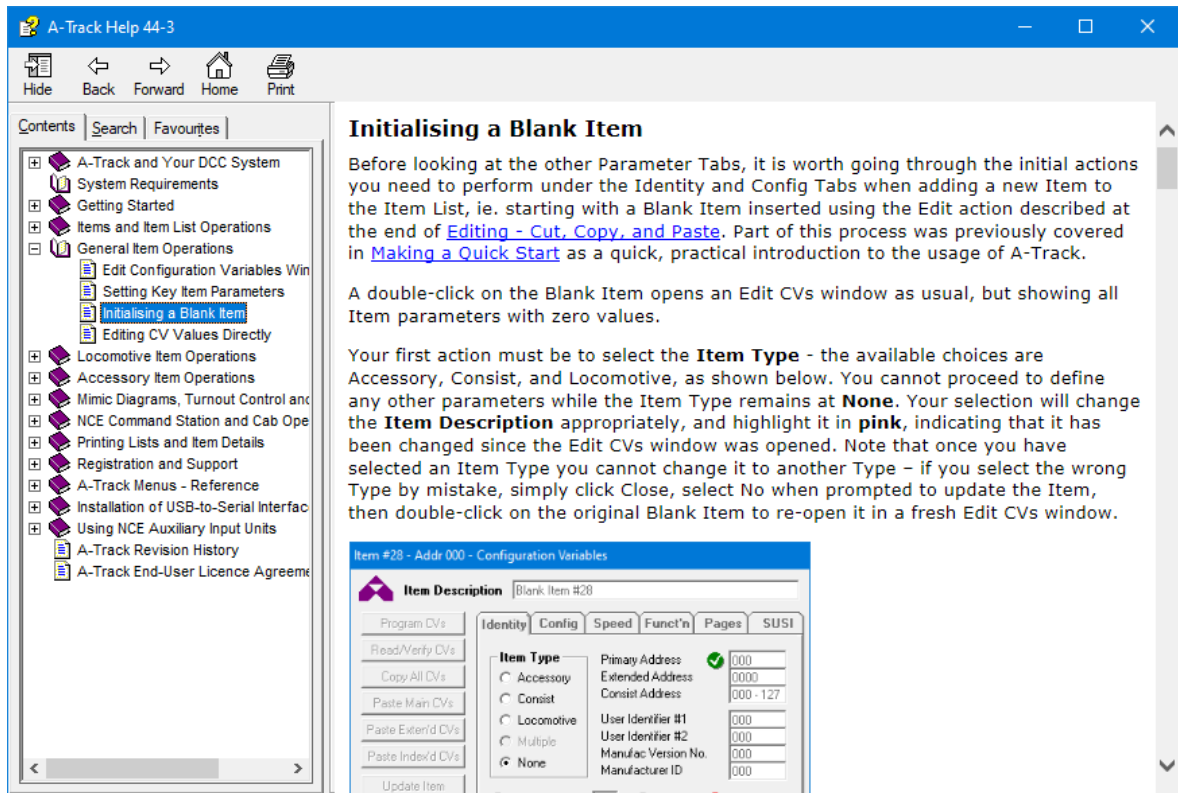 A-Track Help 44-3
Hide Back Forward Home Print
Contents Search Favourites
A-Track and Your DCC System
System Requirements
Getting Started
Items and Item List Operations
General Item Operations
Edit Configuration Variables Win
Setting Key Item Parameters
Initialising a Blank Item
Editing CV Values Directly
Locomotive Item Operations
Accessory Item Operations
Mimic Diagrams, Turnout Control and
NCE Command Station and Cab Ope
Printing Lists and Item Details
Registration and Support
A-Track Menus - Reference
Installation of USB-to-Serial Interfac
Using NCE Auxiliary Input Units
A-Track Revision History
A-Track End-User Licence Agreeme
Initialising a Blank Item
Before looking at the other Parameter Tabs, it is worth going through the initial actions
you need to perform under the Identity and Config Tabs when adding a new Item to
the Item List, ie. starting with a Blank Item inserted using the Edit action described at
the end of Editing - Cut, Copy, and Paste. Part of this process was previously covered
in Making a Quick Start as a quick, practical introduction to the usage of A-Track.
A double-click on the Blank Item opens an Edit CVs window as usual, but showing all
Item parameters with zero values.
Your first action must be to select the Item Type - the available choices are
Accessory, Consist, and Locomotive, as shown below. You cannot proceed to define
any other parameters while the Item Type remains at None. Your selection will change
the Item Description appropriately, and highlight it in pink, indicating that it has
been changed since the Edit CVs window was opened. Note that once you have
selected an Item Type you cannot change it to another Type – if you select the wrong
Type by mistake, simply click Close, select No when prompted to update the Item,
then double-click on the original Blank Item to re-open it in a fresh Edit CVs window.
Item #28 - Addr 000 - Configuration Variables
Item Description Blank Item #28
Program CVs
Read/Verify CVs
Copy All CVs
Paste Main CVs
Paste Exten'd CVs
Paste Index'd CVs
Update Item
Identity Config Speed Funct'n Pages SUSI
Item Type
Accessory
Consist
Locomotive
Multiple
None
Primary Address 000
Extended Address 0000
Consist Address 000 - 127
User Identifier #1 000
User Identifier #2 000
Manufac Version No. 000
Manufacturer ID 000